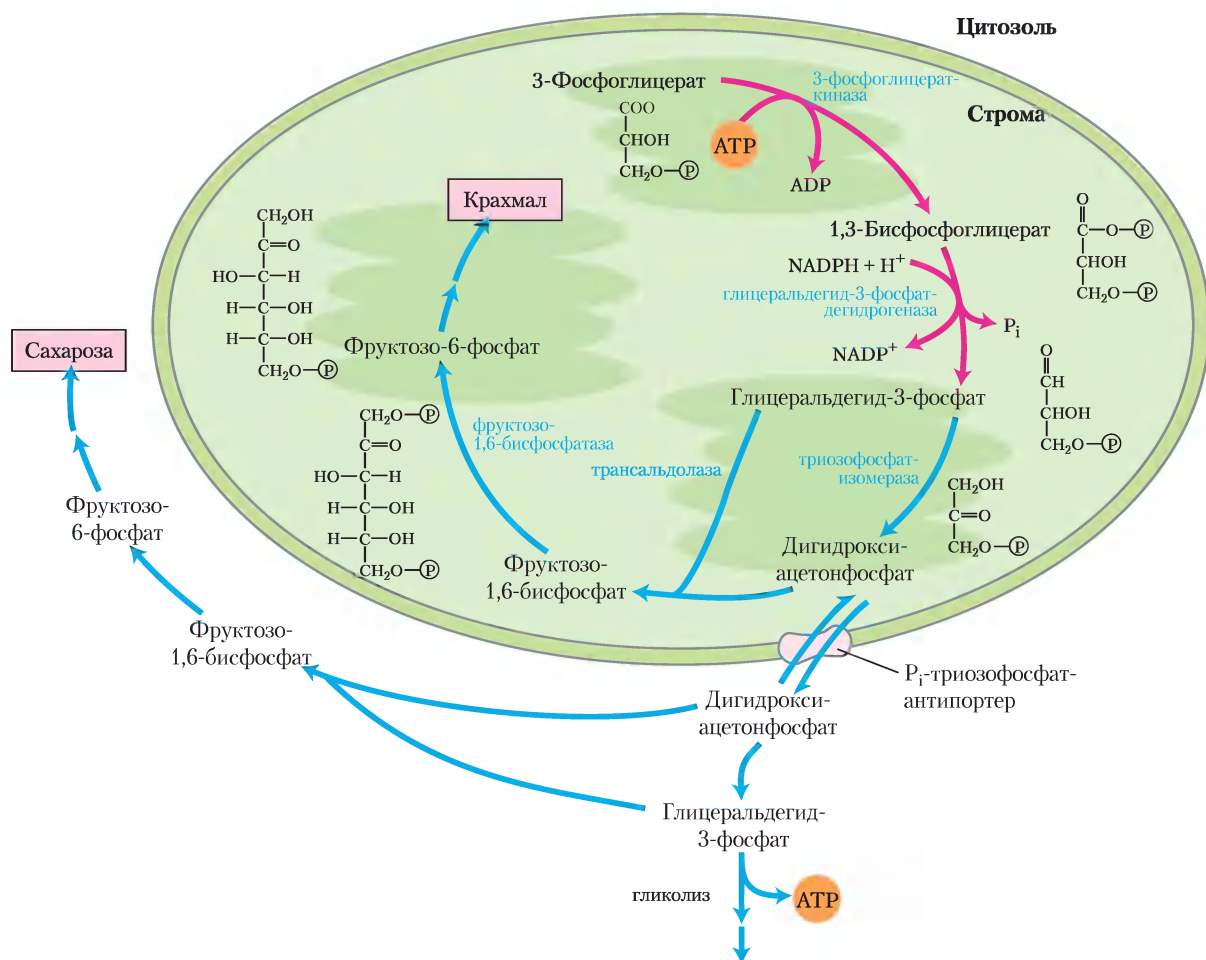 Цитозоль
3-Фосфоглицерат
3-фосфоглицерат-
киназа
Строма
COO
CHOH
CH₂O—Ⓟ
ATP
ADP
Крахмал
1,3-Бисфосфоглицерат
O
C—O—Ⓟ
CHOH
CH₂O—Ⓟ
NADPH + H⁺
глицеральдегид-3-фосфат-
дегидрогеназа
Pᵢ
NADP⁺
CH₂OH
C=O
HO—C—H
H—C—OH
H—C—OH
CH₂O—Ⓟ
Сахароза
Фруктозо-6-фосфат
Глицеральдегид-3-фосфат
O
CH
CHOH
CH₂O—Ⓟ
CH₂O—Ⓟ
C=O
HO—C—H
H—C—OH
H—C—OH
CH₂O—Ⓟ
фруктозо-
1,6-бисфосфатаза
трансальдолаза
триозофосфат-
изомераза
CH₂OH
C=O
CH₂O—Ⓟ
Фруктозо-
6-фосфат
Фруктозо-
1,6-бисфосфат
Дигидрокси-
ацетонфосфат
Фруктозо-
1,6-бисфосфат
Pᵢ-триозофосфат-
антипортер
Дигидрокси-
ацетонфосфат
Глицеральдегид-
3-фосфат
гликолиз
ATP